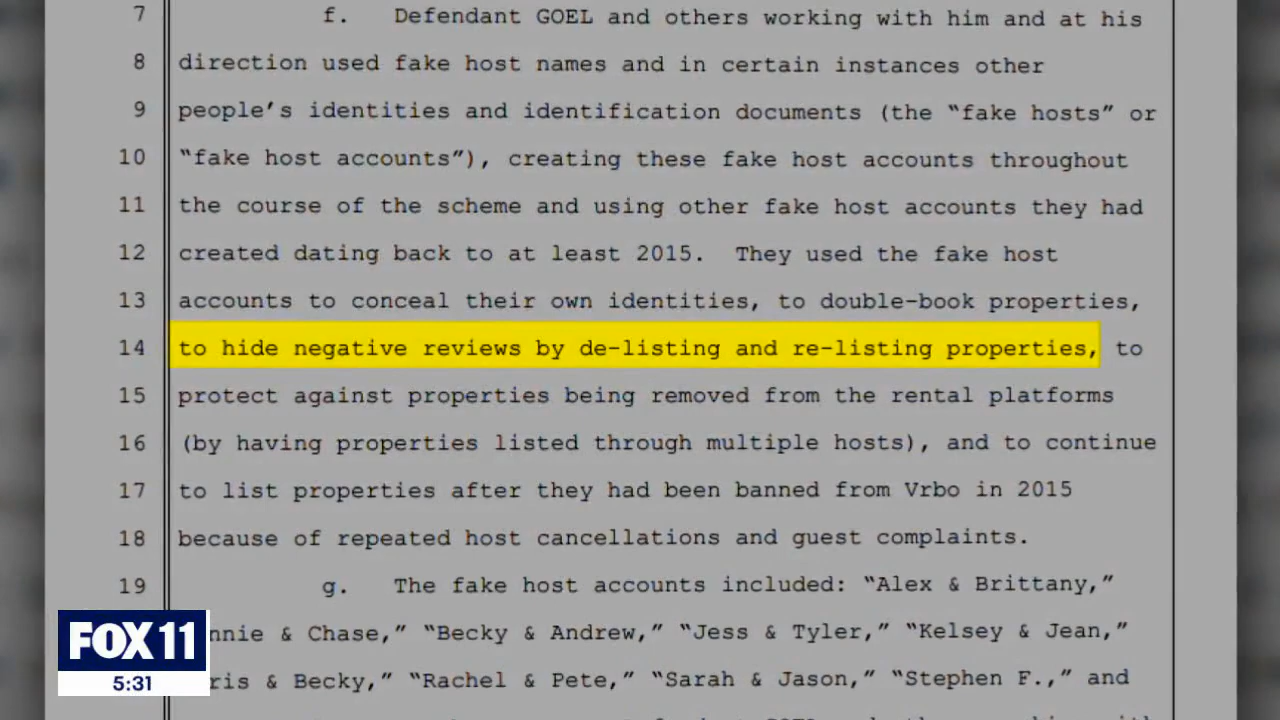 7 f. Defendant GOEL and others working with him and at his
8 direction used fake host names and in certain instances other
9 people’s identities and identification documents (the “fake hosts” or
10 “fake host accounts”), creating these fake host accounts throughout
11 the course of the scheme and using other fake host accounts they had
12 created dating back to at least 2015. They used the fake host
13 accounts to conceal their own identities, to double-book properties,
14 to hide negative reviews by de-listing and re-listing properties, to
15 protect against properties being removed from the rental platforms
16 (by having properties listed through multiple hosts), and to continue
17 to list properties after they had been banned from Vrbo in 2015
18 because of repeated host cancellations and guest complaints.
19 g. The fake host accounts included: “Alex & Brittany,”
nnie & Chase,” “Becky & Andrew,” “Jess & Tyler,” “Kelsey & Jean,”
ris & Becky,” “Rachel & Pete,” “Sarah & Jason,” “Stephen F.,” and
FOX 11
5:31